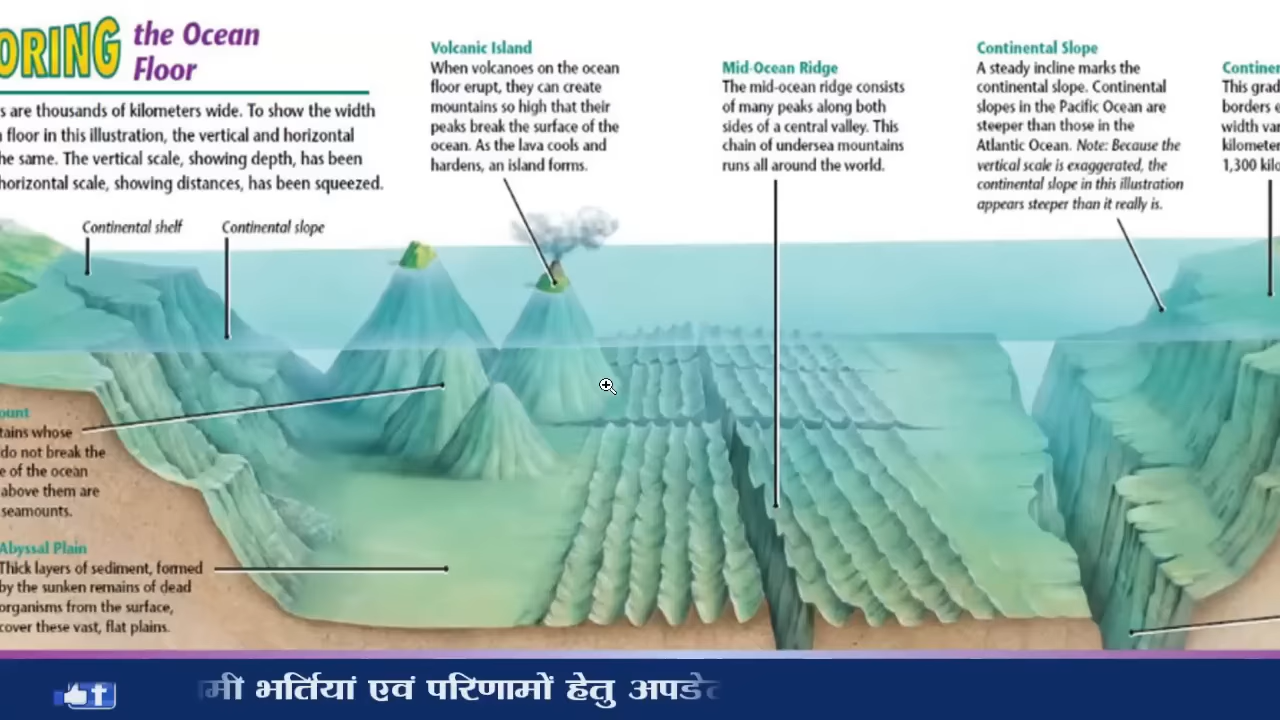 ORING the Ocean
Floor
s are thousands of kilometers wide. To show the width
floor in this illustration, the vertical and horizontal
he same. The vertical scale, showing depth, has been
horizontal scale, showing distances, has been squeezed.
Continental shelf
Continental slope
Volcanic Island
When volcanoes on the ocean
floor erupt, they can create
mountains so high that their
peaks break the surface of the
ocean. As the lava cools and
hardens, an island forms.
Mid-Ocean Ridge
The mid-ocean ridge consists
of many peaks along both
sides of a central valley. This
chain of undersea mountains
runs all around the world.
Continental Slope
A steady incline marks the
continental slope. Continental
slopes in the Pacific Ocean are
steeper than those in the
Atlantic Ocean. Note: Because the
vertical scale is exaggerated, the
continental slope in this illustration
appears steeper than it really is.
Contine
This grad
borders e
width va
kilomete
1,300 kilo
ount
tains whose
do not break the
e of the ocean
above them are
seamounts.
Abyssal Plain
Thick layers of sediment, formed
by the sunken remains of dead
organisms from the surface,
cover these vast, flat plains.
मी भर्तियां एवं परिणामों हेतु अपडेट